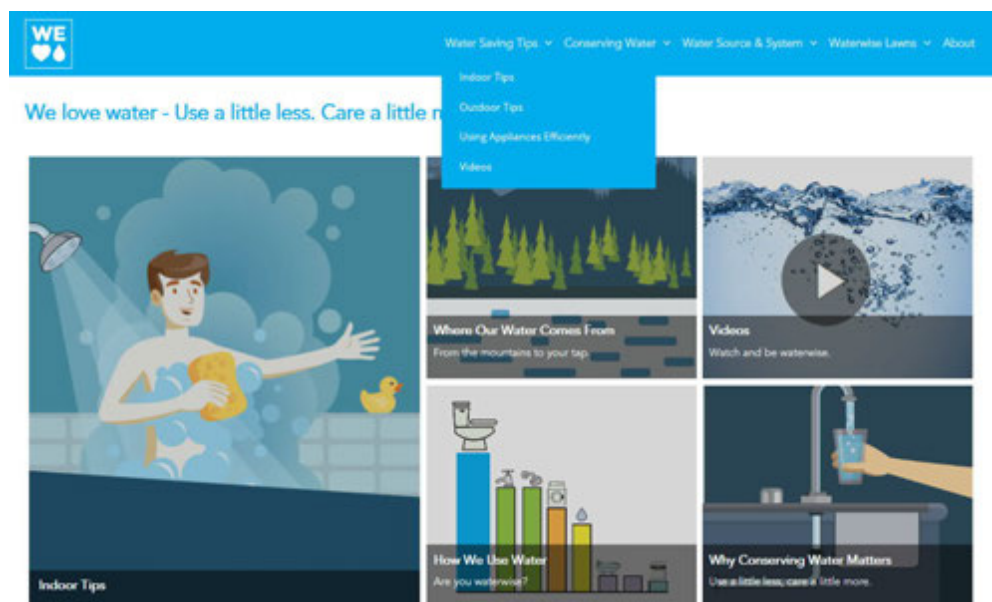 WE
Water Saving Tips Conserving Water Water Source & System Waterwise Lawns About
Indoor Tips
Outdoor Tips
Using Appliances Efficiently
Videos
We love water - Use a little less. Care a little
Where Our Water Comes From
From the mountains to your tap.
Videos
Watch and be waterwise.
How We Use Water
Are you waterwise?
Why Conserving Water Matters
Use a little less, care a little more.
Indoor Tips